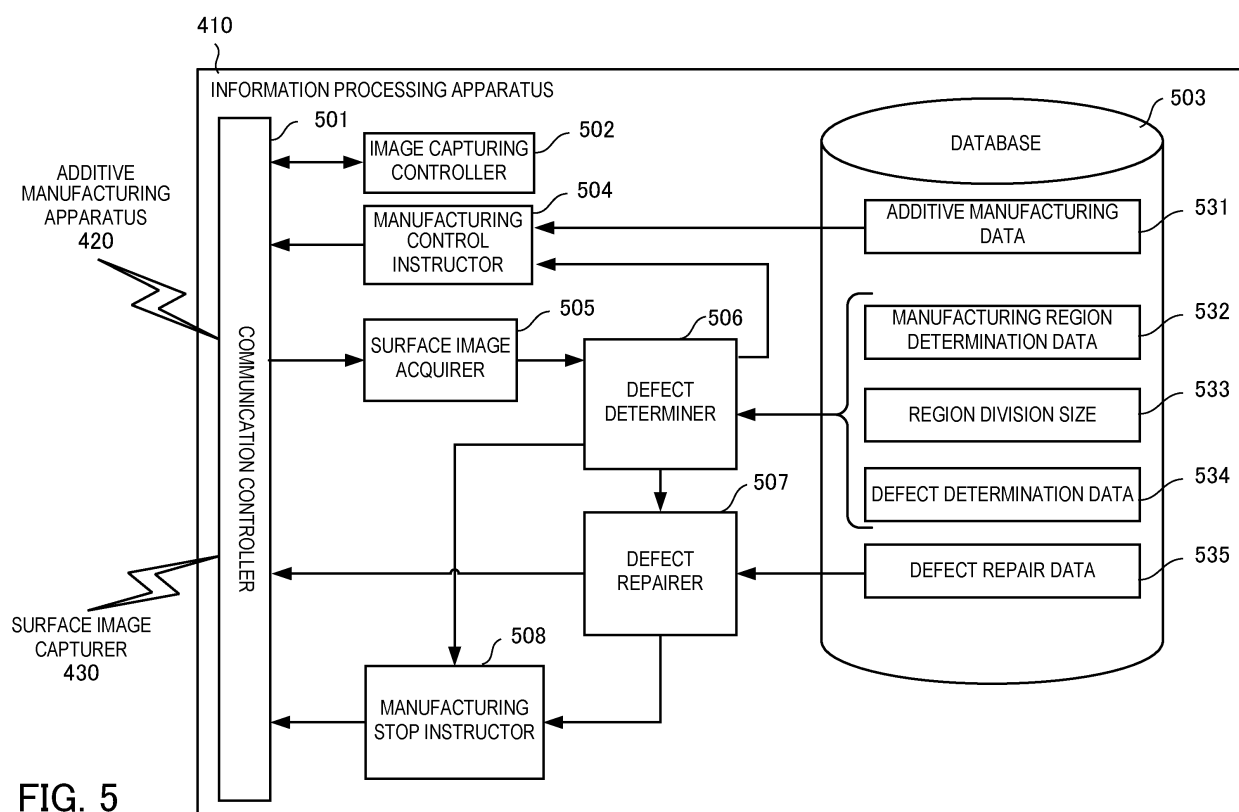 410
INFORMATION PROCESSING APPARATUS
501
502
IMAGE CAPTURING
CONTROLLER
503
DATABASE
ADDITIVE
MANUFACTURING
APPARATUS
420
504
MANUFACTURING
CONTROL
INSTRUCTOR
531
ADDITIVE MANUFACTURING
DATA
COMMUNICATION CONTROLLER
505
SURFACE IMAGE
ACQUIRER
506
DEFECT
DETERMINER
532
MANUFACTURING REGION
DETERMINATION DATA
533
REGION DIVISION SIZE
534
DEFECT DETERMINATION DATA
507
DEFECT
REPAIRER
535
DEFECT REPAIR DATA
SURFACE IMAGE
CAPTURER
430
508
MANUFACTURING
STOP INSTRUCTOR
FIG. 5